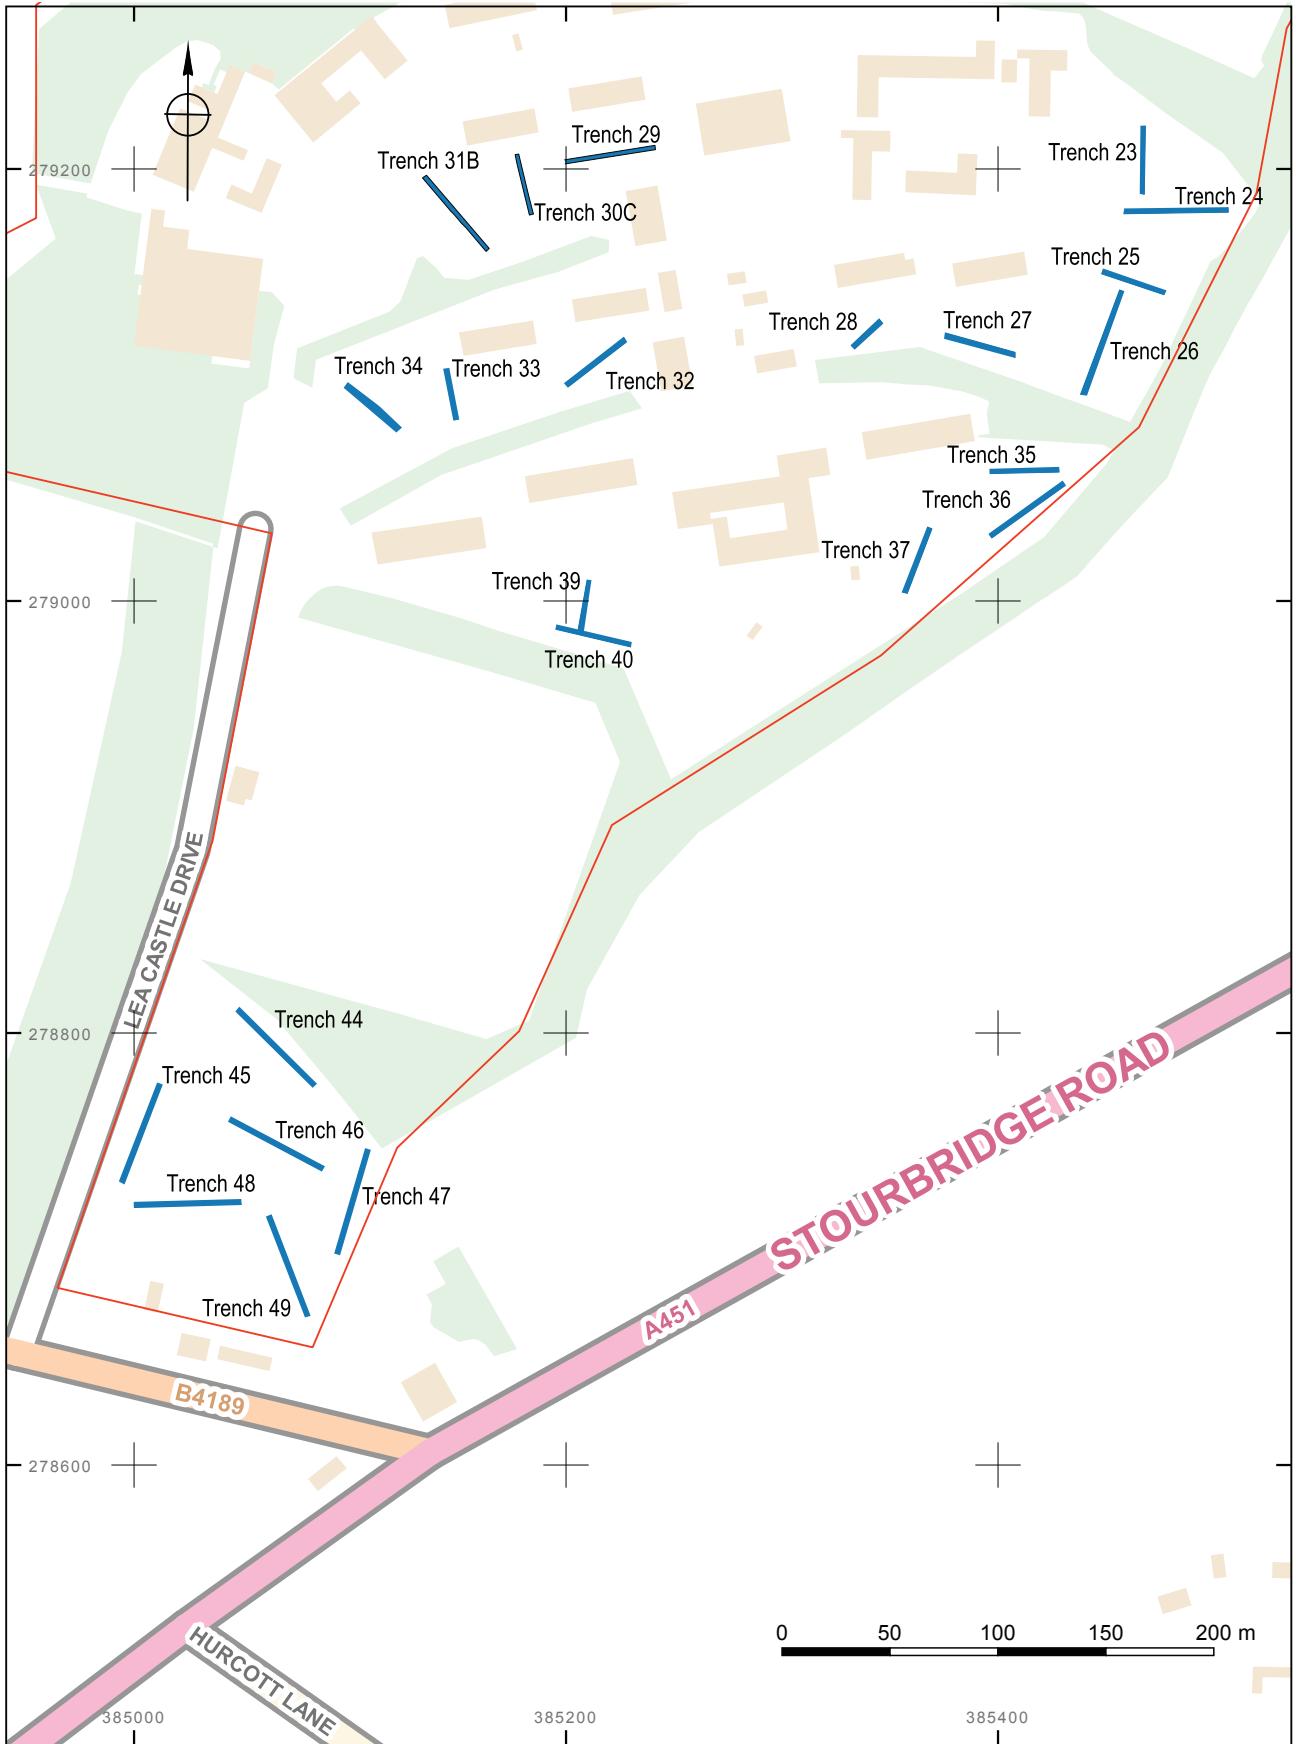 Trench 29
Trench 31B
Trench 23
279200
Trench 24
Trench 30C
Trench 25
Trench 28
Trench 27
Trench 26
Trench 34
Trench 33
Trench 32
Trench 35
Trench 36
Trench 37
Trench 39
279000
Trench 40
LEA CASTLE DRIVE
Trench 44
278800
Trench 45
Trench 46
Trench 48
Trench 47
STOURBRIDGE ROAD
Trench 49
A451
B4189
278600
0 50 100 150 200 m
HURCOTT LANE
385000
385200
385400